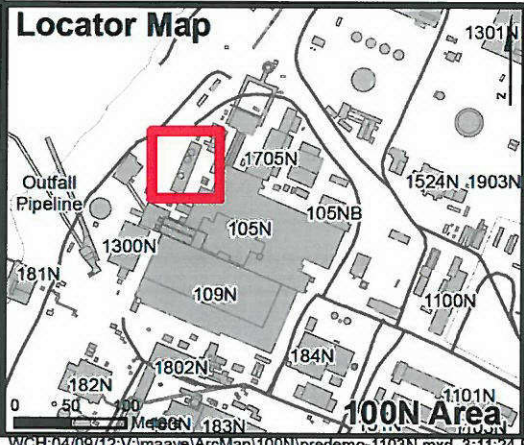 Locator Map
1301N
N
1705N
1524N
1903N
Outfall
Pipeline
105NB
105N
1300N
181N
109N
1100N
184N
1802N
182N
1101N
0 50 100
183N
100N Area